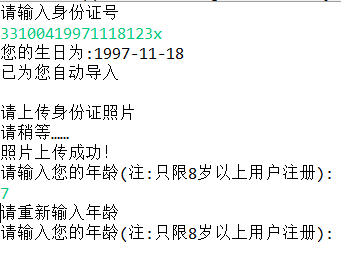 请输入身份证号
33100419971118123x
您的生日为:1997-11-18
已为您自动导入
请上传身份证照片
请稍等……
照片上传成功!
请输入您的年龄(注:只限8岁以上用户注册):
7
请重新输入年龄
请输入您的年龄(注:只限8岁以上用户注册):